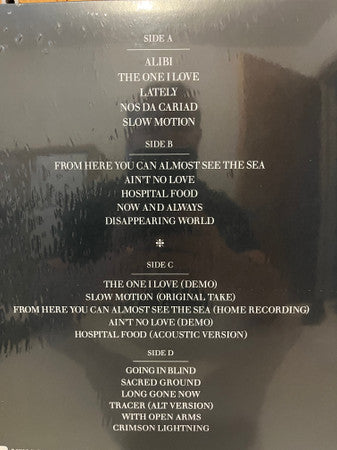 SIDE A
ALIBI
THE ONE I LOVE
LATELY
NOS DA CARIAD
SLOW MOTION
SIDE B
FROM HERE YOU CAN ALMOST SEE THE SEA
AIN'T NO LOVE
HOSPITAL FOOD
NOW AND ALWAYS
DISAPPEARING WORLD
SIDE C
THE ONE I LOVE (DEMO)
SLOW MOTION (ORIGINAL TAKE)
FROM HERE YOU CAN ALMOST SEE THE SEA (HOME RECORDING)
AIN'T NO LOVE (DEMO)
HOSPITAL FOOD (ACOUSTIC VERSION)
SIDE D
GOING IN BLIND
SACRED GROUND
LONG GONE NOW
TRACER (ALT VERSION)
WITH OPEN ARMS
CRIMSON LIGHTNING